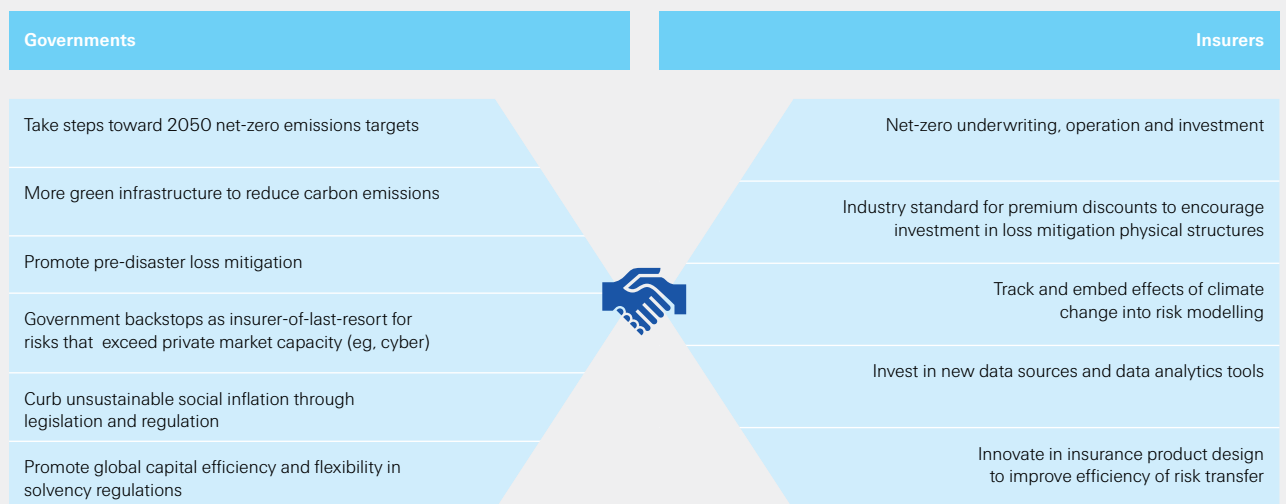 Governments
Take steps toward 2050 net-zero emissions targets
More green infrastructure to reduce carbon emissions
Promote pre-disaster loss mitigation
Government backstops as insurer-of-last-resort for
risks that exceed private market capacity (eg, cyber)
Curb unsustainable social inflation through
legislation and regulation
Promote global capital efficiency and flexibility in
solvency regulations
Insurers
Net-zero underwriting, operation and investment
Industry standard for premium discounts to encourage
investment in loss mitigation physical structures
Track and embed effects of climate
change into risk modelling
Invest in new data sources and data analytics tools
Innovate in insurance product design
to improve efficiency of risk transfer